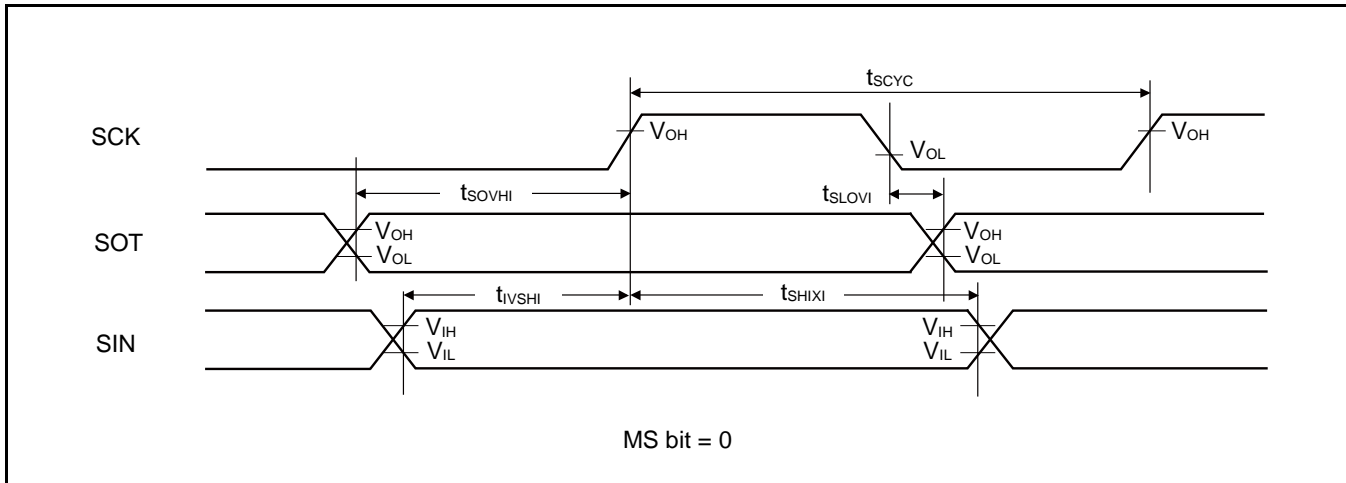 tSCYC
SCK
VOH
VOL
VOH
tSOVHI
tSLOVI
SOT
VOH
VOL
VOH
VOL
tIVSHI
tSHIXI
SIN
VIH
VIL
VIH
VIL
MS bit = 0